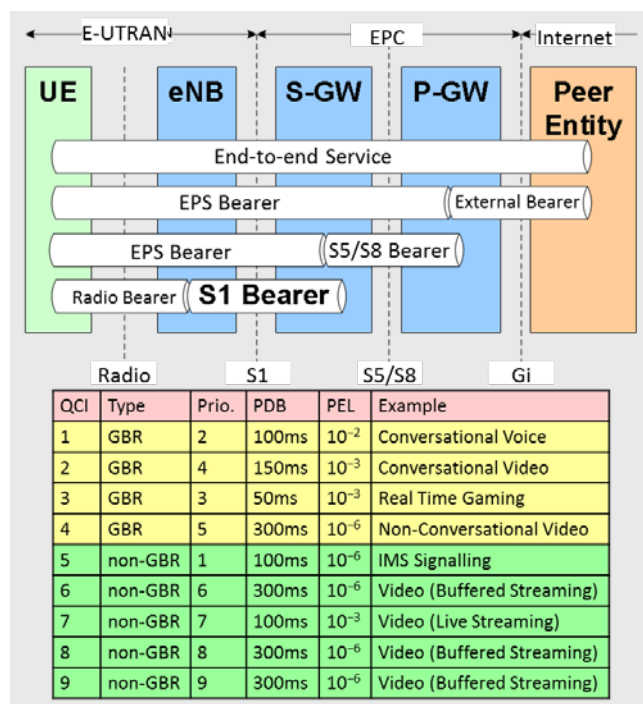 E-UTRAN EPC Internet
UE eNB S-GW P-GW Peer
Entity
End-to-end Service
EPS Bearer External Bearer
EPS Bearer S5/S8 Bearer
Radio Bearer S1 Bearer
Radio S1 S5/S8 Gi
QCI Type Prio. PDB PEL Example
1 GBR 2 100ms 10⁻² Conversational Voice
2 GBR 4 150ms 10⁻³ Conversational Video
3 GBR 3 50ms 10⁻³ Real Time Gaming
4 GBR 5 300ms 10⁻⁶ Non-Conversational Video
5 non-GBR 1 100ms 10⁻⁶ IMS Signalling
6 non-GBR 6 300ms 10⁻⁶ Video (Buffered Streaming)
7 non-GBR 7 100ms 10⁻³ Video (Live Streaming)
8 non-GBR 8 300ms 10⁻⁶ Video (Buffered Streaming)
9 non-GBR 9 300ms 10⁻⁶ Video (Buffered Streaming)